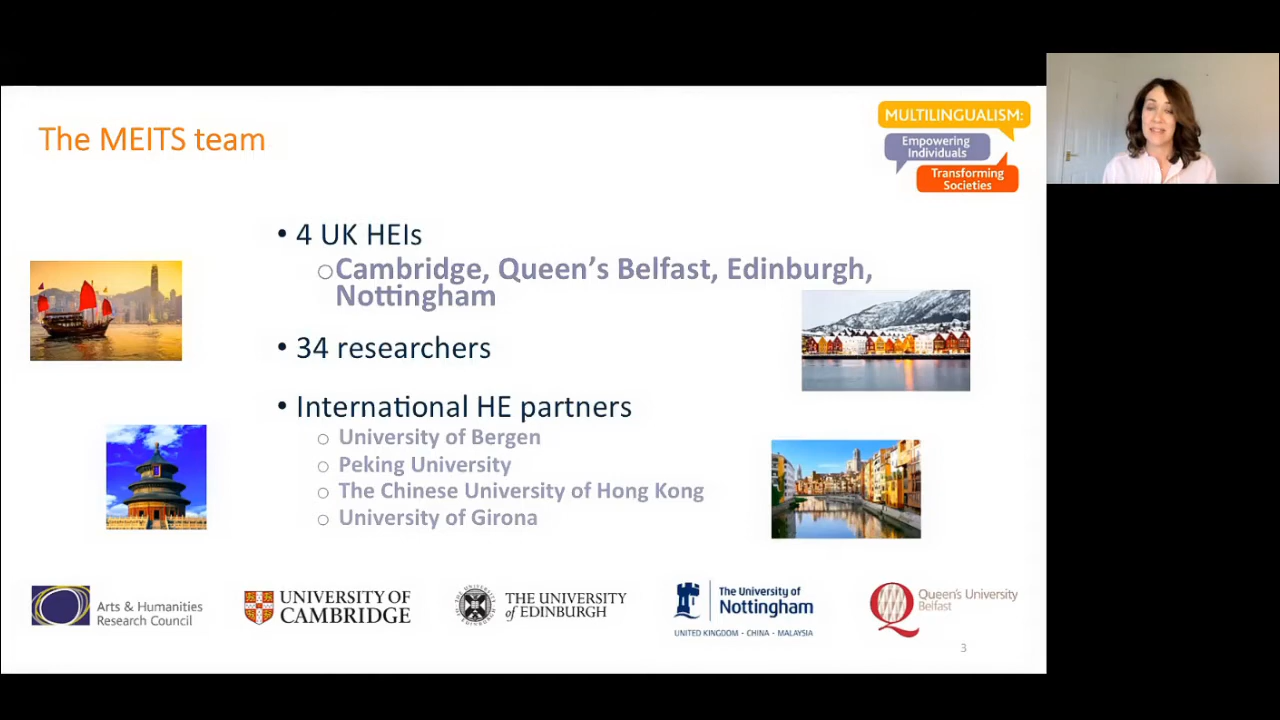 The MEITS team
MULTILINGUALISM:
Empowering
Individuals
Transforming
Societies
• 4 UK HEIs
○Cambridge, Queen's Belfast, Edinburgh,
Nottingham
• 34 researchers
• International HE partners
○ University of Bergen
○ Peking University
○ The Chinese University of Hong Kong
○ University of Girona
Arts & Humanities
Research Council
UNIVERSITY OF
CAMBRIDGE
THE UNIVERSITY
of EDINBURGH
The University of
Nottingham
UNITED KINGDOM · CHINA · MALAYSIA
Queen's University
Belfast
3